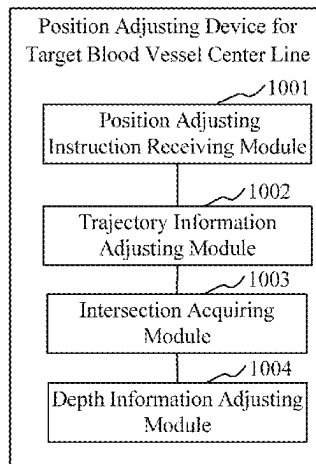 Position Adjusting Device for
Target Blood Vessel Center Line
1001
Position Adjusting
Instruction Receiving Module
1002
Trajectory Information
Adjusting Module
1003
Intersection Acquiring
Module
1004
Depth Information Adjusting
Module